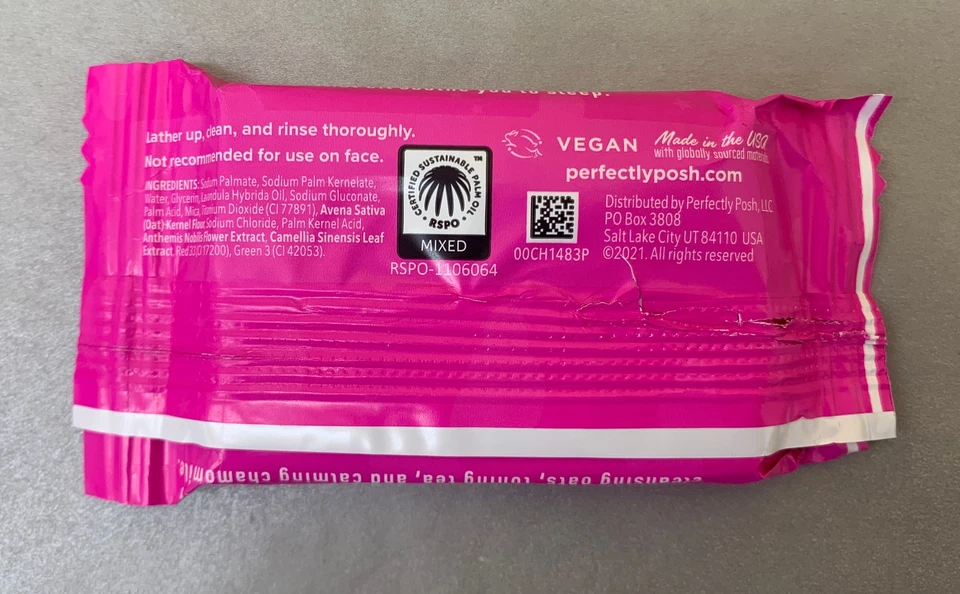 you to sleep.
Lather up, clean, and rinse thoroughly.
Not recommended for use on face.
INGREDIENTS: Sodium Palmate, Sodium Palm Kernelate,
Water, Glycerin, Lavandula Hybrida Oil, Sodium Gluconate,
Palm Acid, Mica, Titanium Dioxide (CI 77891), Avena Sativa
(Oat) Kernel Flour, Sodium Chloride, Palm Kernel Acid,
Anthemis Nobilis Flower Extract, Camellia Sinensis Leaf
Extract, Red 33 (CI 17200), Green 3 (CI 42053).
CERTIFIED SUSTAINABLE PALM OIL TM
RSPO
MIXED
RSPO-1106064
VEGAN
Made in the USA
with globally sourced materials
perfectlyposh.com
00CH1483P
Distributed by Perfectly Posh, LLC
PO Box 3808
Salt Lake City UT 84110 USA
©2021. All rights reserved
cleansing oats, toning tea, and calming chamomile.